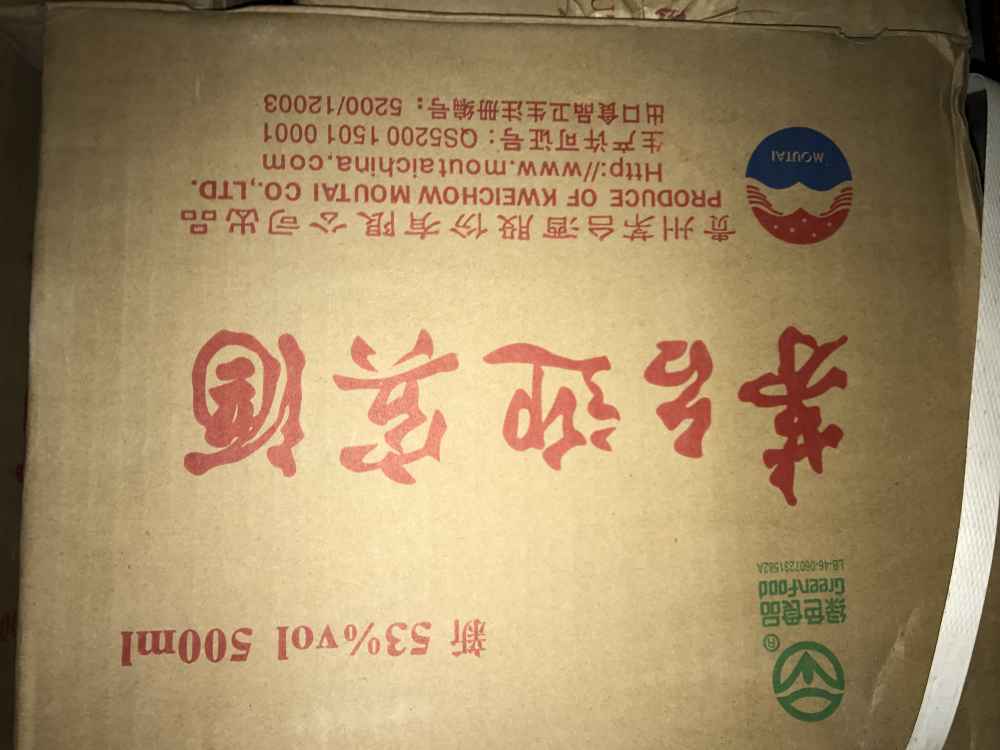 新 53%vol 500ml
绿色食品
GreenFood
LB-46-0607231582A
茅台迎宾酒
MOUTAI
贵州茅台酒股份有限公司出品
PRODUCE OF KWEICHOW MOUTAI CO.,LTD.
Http://www.moutaichina.com
生产许可证号：QS5200 1501 0001
出口食品卫生注册编号：5200/12003